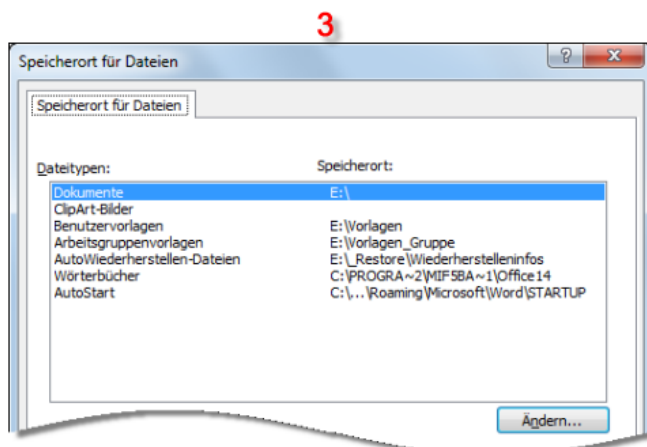 3
Speicherort für Dateien
Speicherort für Dateien
Dateitypen: Speicherort:
Dokumente E:\
ClipArt-Bilder
Benutzervorlagen E:\Vorlagen
Arbeitsgruppenvorlagen E:\Vorlagen_Gruppe
AutoWiederherstellen-Dateien E:\_Restore\Wiederherstelleninfos
Wörterbücher C:\PROGRA~2\MIF5BA~1\Office14
AutoStart C:\...\Roaming\Microsoft\Word\STARTUP
Ändern...